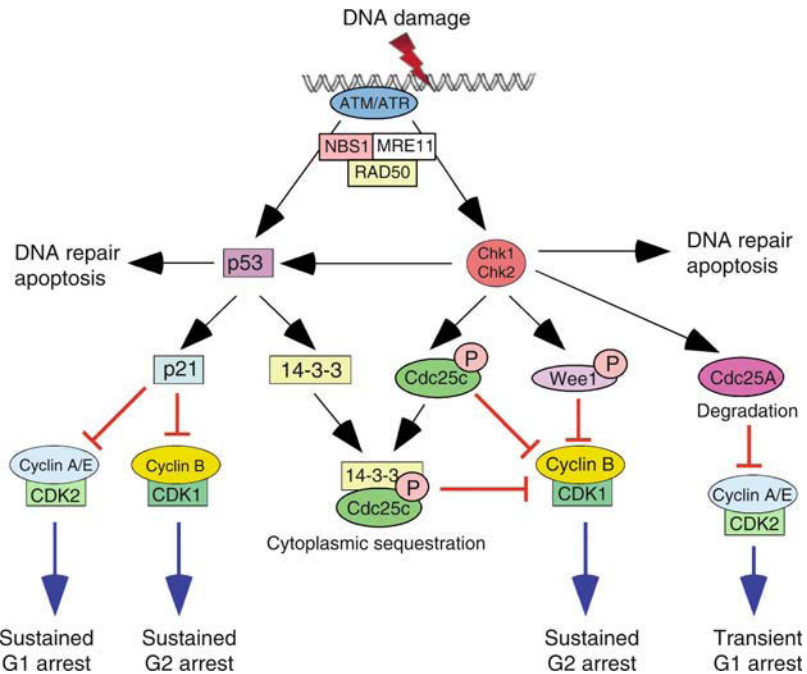 DNA damage
ATM/ATR
NBS1 MRE11
RAD50
DNA repair
apoptosis
p53
Chk1
Chk2
DNA repair
apoptosis
p21
14-3-3
Cdc25c
P
Wee1
P
Cdc25A
Degradation
Cyclin A/E
CDK2
Cyclin B
CDK1
14-3-3
P
Cdc25c
Cytoplasmic sequestration
Cyclin B
CDK1
Cyclin A/E
CDK2
Sustained
G1 arrest
Sustained
G2 arrest
Sustained
G2 arrest
Transient
G1 arrest